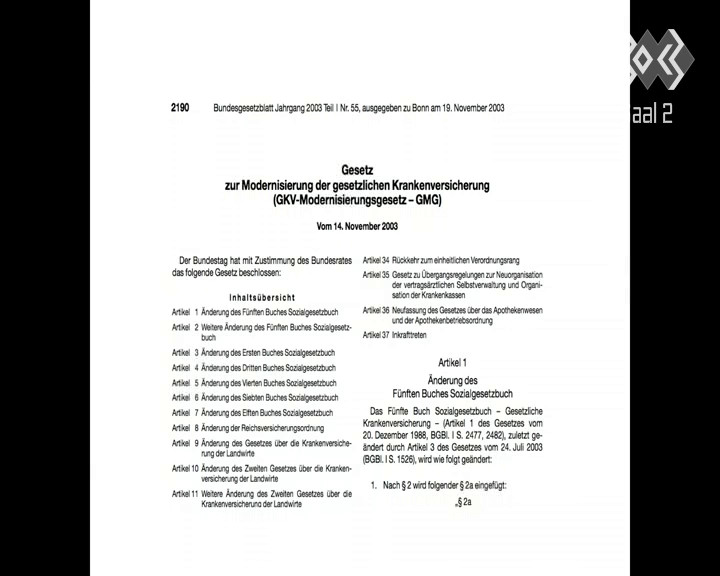 2190 Bundesgesetzblatt Jahrgang 2003 Teil I Nr. 55, ausgegeben zu Bonn am 19. November 2003
aal 2
Gesetz
zur Modernisierung der gesetzlichen Krankenversicherung
(GKV-Modernisierungsgesetz – GMG)
Vom 14. November 2003
Der Bundestag hat mit Zustimmung des Bundesrates
das folgende Gesetz beschlossen:
Inhaltsübersicht
Artikel 1 Änderung des Fünften Buches Sozialgesetzbuch
Artikel 2 Weitere Änderung des Fünften Buches Sozialgesetz-
buch
Artikel 3 Änderung des Ersten Buches Sozialgesetzbuch
Artikel 4 Änderung des Dritten Buches Sozialgesetzbuch
Artikel 5 Änderung des Vierten Buches Sozialgesetzbuch
Artikel 6 Änderung des Siebten Buches Sozialgesetzbuch
Artikel 7 Änderung des Elften Buches Sozialgesetzbuch
Artikel 8 Änderung der Reichsversicherungsordnung
Artikel 9 Änderung des Gesetzes über die Krankenversiche-
rung der Landwirte
Artikel 10 Änderung des Zweiten Gesetzes über die Kranken-
versicherung der Landwirte
Artikel 11 Weitere Änderung des Zweiten Gesetzes über die
Krankenversicherung der Landwirte
Artikel 34 Rückkehr zum einheitlichen Verordnungsrang
Artikel 35 Gesetz zu Übergangsregelungen zur Neuorganisation
der vertragsärztlichen Selbstverwaltung und Organi-
sation der Krankenkassen
Artikel 36 Neufassung des Gesetzes über das Apothekenwesen
und der Apothekenbetriebsordnung
Artikel 37 Inkrafttreten
Artikel 1
Änderung des
Fünften Buches Sozialgesetzbuch
Das Fünfte Buch Sozialgesetzbuch – Gesetzliche
Krankenversicherung – (Artikel 1 des Gesetzes vom
20. Dezember 1988, BGBl. I S. 2477, 2482), zuletzt ge-
ändert durch Artikel 3 des Gesetzes vom 24. Juli 2003
(BGBl. I S. 1526), wird wie folgt geändert:
1. Nach § 2 wird folgender § 2a eingefügt:
„§ 2a